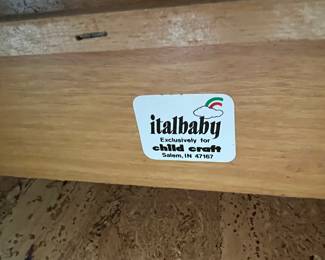 italbaby
Exclusively for
child craft
Salem, IN 47167